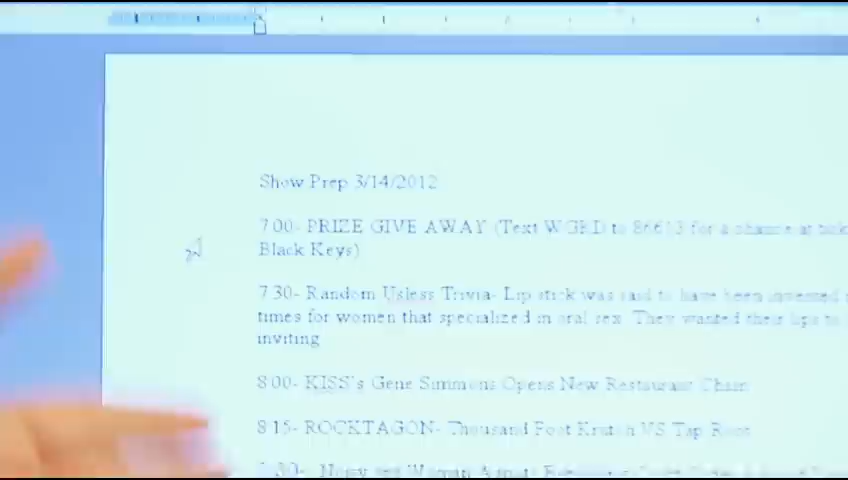 Show Prep 3/14/2012
7:00- PRIZE GIVE AWAY (Text WGRD to 86613 for a chance at
Black Keys)
7:30- Random Usless Trivia- Lip stick was said to have been invented
times for women that specialized in oral sex. They wanted their lips to
inviting
8:00- KISS's Gene Simmons Opens New Restaurant Chain
8:15- ROCKTAGON- Thousand Foot Krutch VS Tap Root
Woman